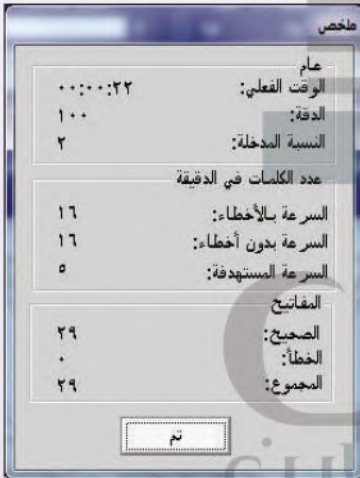 ملخص
عام
الوقت الفعلي: ٠٠:٠٠:٢٢
الدقة: ١٠٠
النسبة المدخلة: ٢
عدد الكلمات في الدقيقة
السرعة بالأخطاء: ١٦
السرعة بدون أخطاء: ١٦
السرعة المستهدفة: ٥
المفاتيح
الصحيح: ٢٩
الخطأ: ٠
المجموع: ٢٩
تم